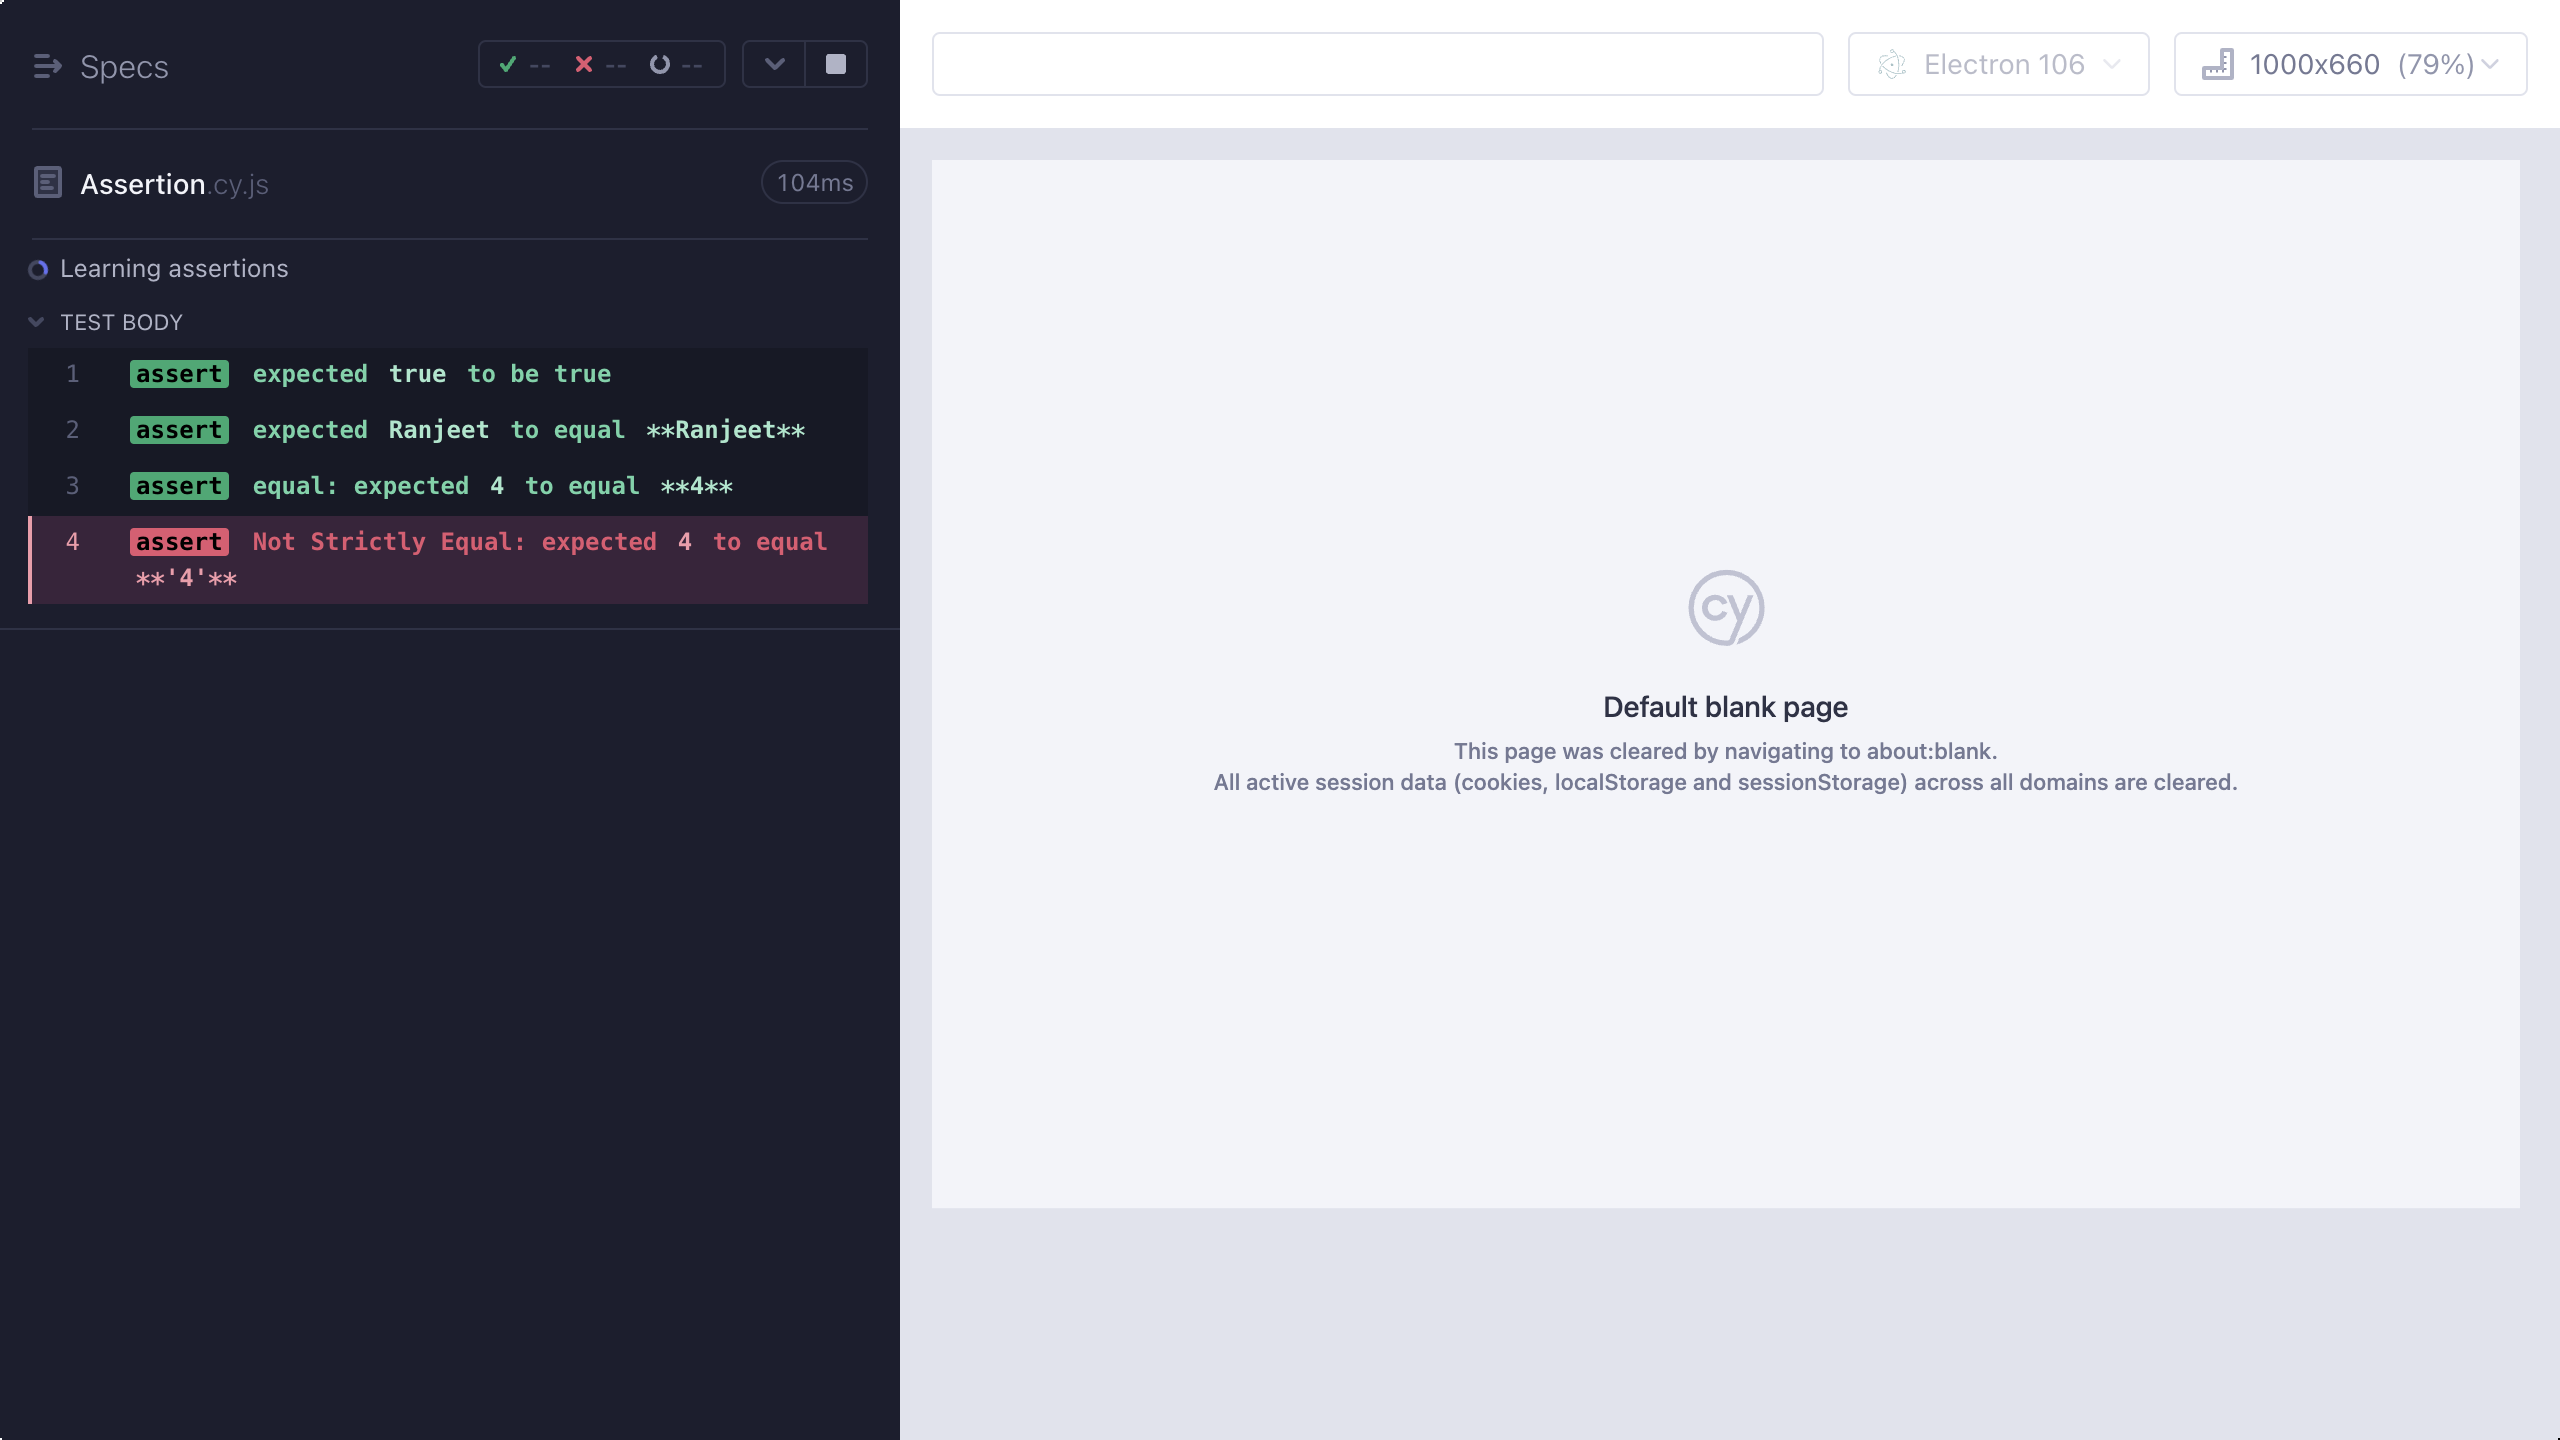 Specs
-- -- --
Electron 106
1000x660 (79%)
Assertion.cy.js
104ms
Learning assertions
TEST BODY
1 assert expected true to be true
2 assert expected Ranjeet to equal **Ranjeet**
3 assert equal: expected 4 to equal **4**
4 assert Not Strictly Equal: expected 4 to equal
**'4'**
cy
Default blank page
This page was cleared by navigating to about:blank.
All active session data (cookies, localStorage and sessionStorage) across all domains are cleared.